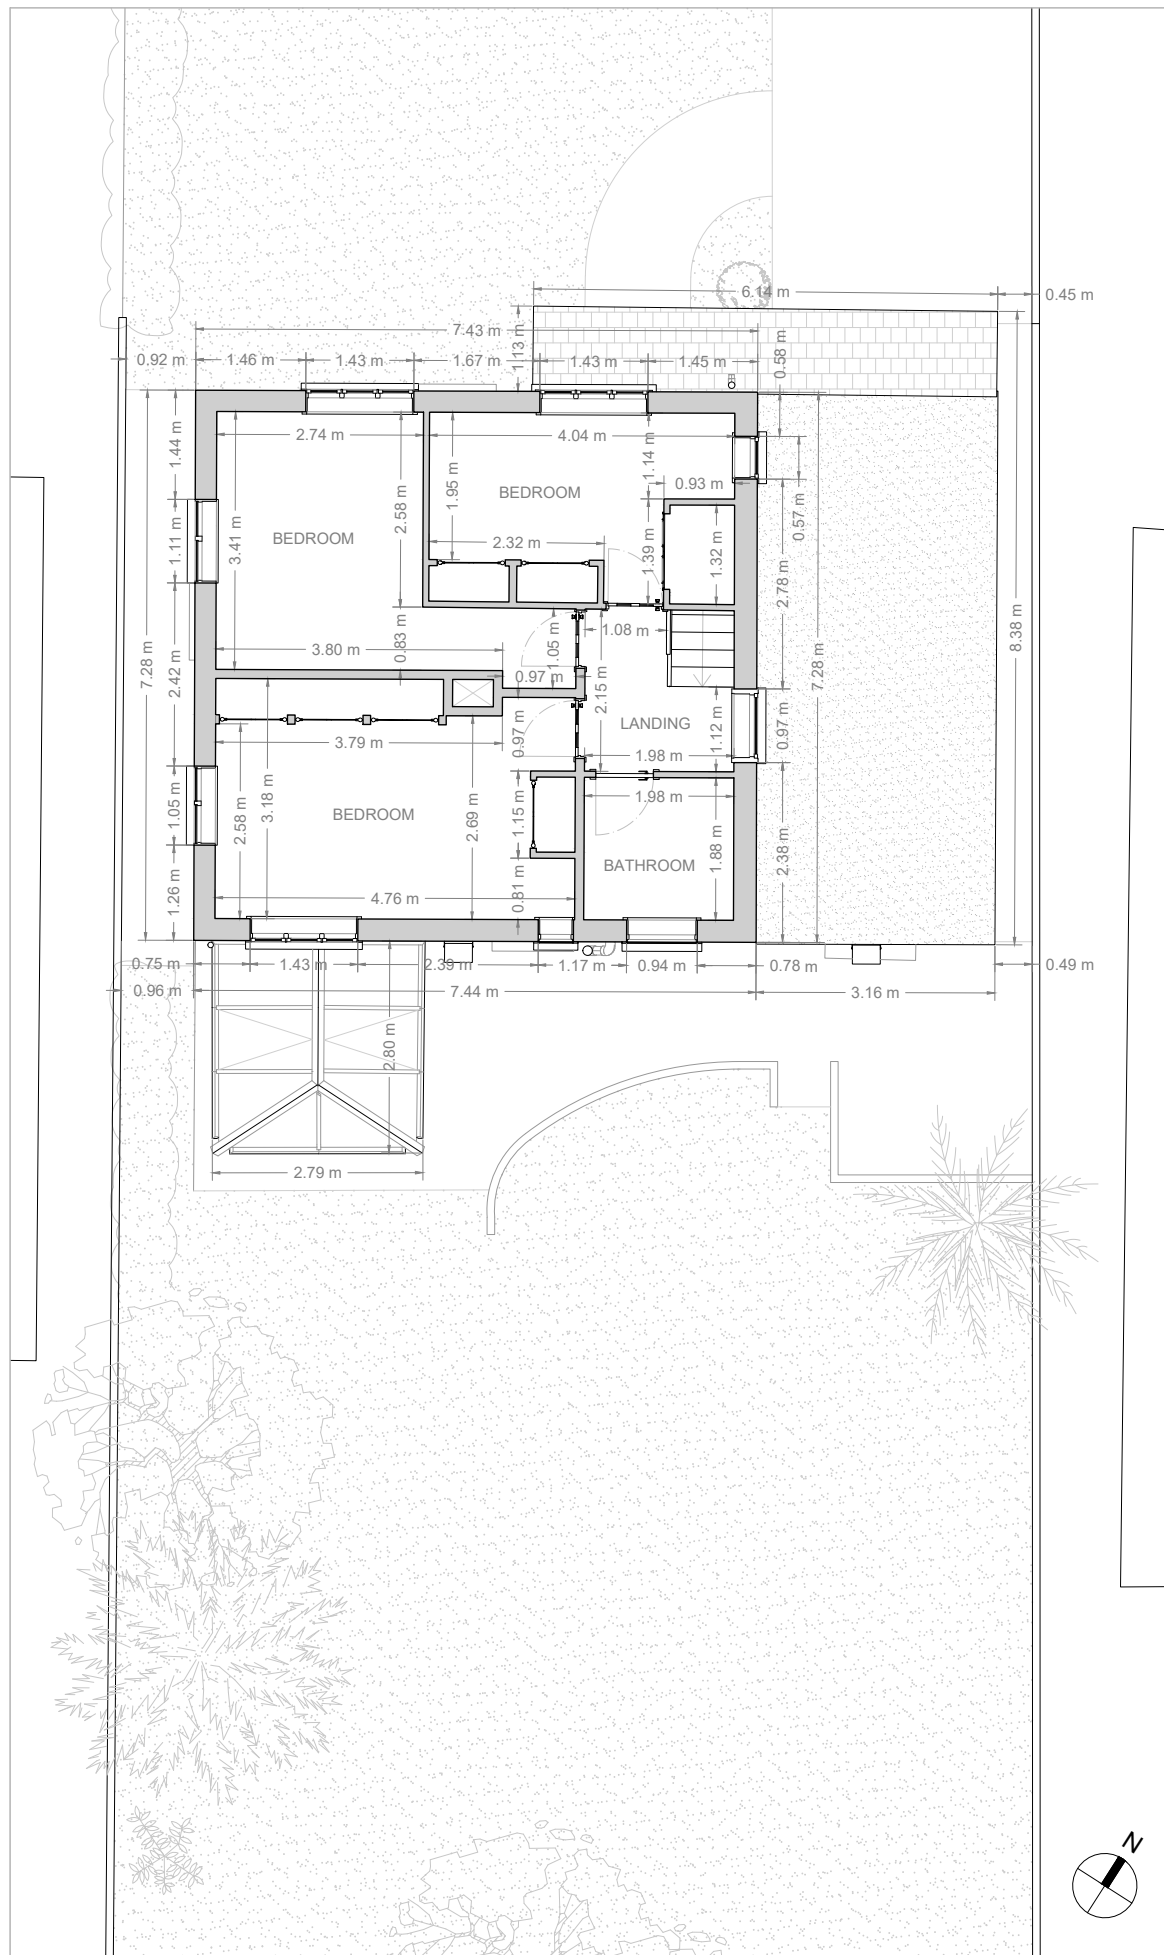 6.14 m
0.45 m
7.43 m
1.13 m
0.58 m
0.92 m
1.46 m
1.43 m
1.67 m
1.43 m
1.45 m
1.44 m
2.74 m
4.04 m
1.14 m
0.93 m
1.95 m
BEDROOM
2.58 m
0.57 m
1.11 m
BEDROOM
3.41 m
2.32 m
1.39 m
1.32 m
2.78 m
7.28 m
2.42 m
3.80 m
0.83 m
1.05 m
1.08 m
7.28 m
8.38 m
0.97 m
2.15 m
LANDING
1.12 m
0.97 m
3.79 m
0.97 m
1.98 m
1.05 m
2.58 m
3.18 m
BEDROOM
2.69 m
1.15 m
1.98 m
1.88 m
2.38 m
BATHROOM
1.26 m
4.76 m
0.81 m
0.75 m
1.43 m
2.39 m
1.17 m
0.94 m
0.78 m
0.49 m
0.96 m
7.44 m
3.16 m
2.80 m
2.79 m
N